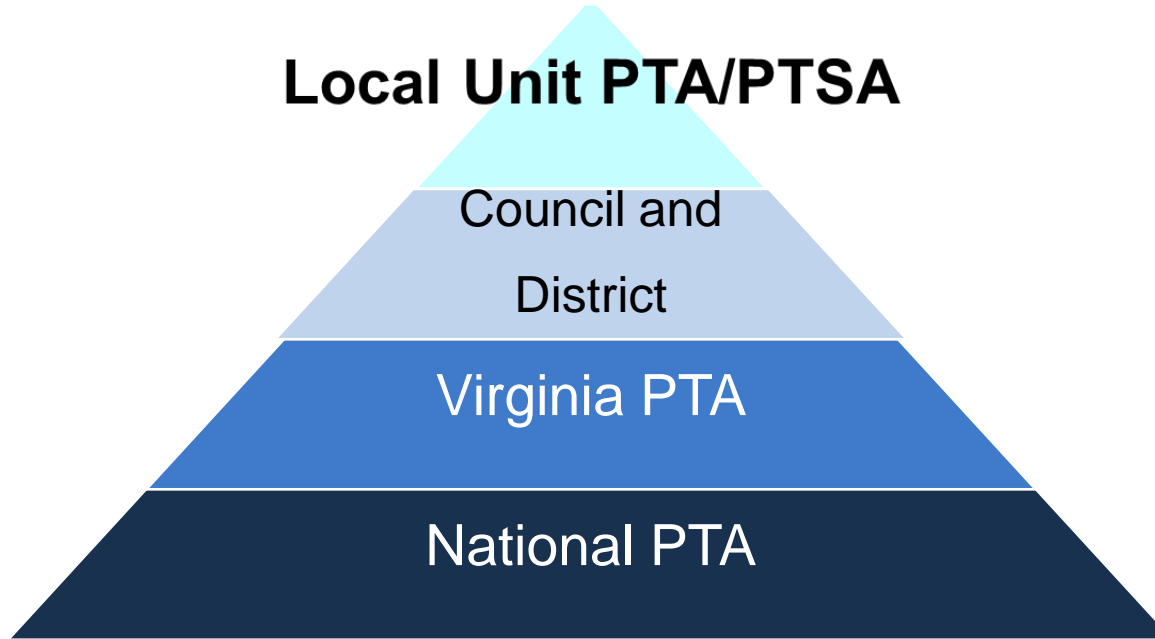 Local Unit PTA/PTSA
Council and
District
Virginia PTA
National PTA